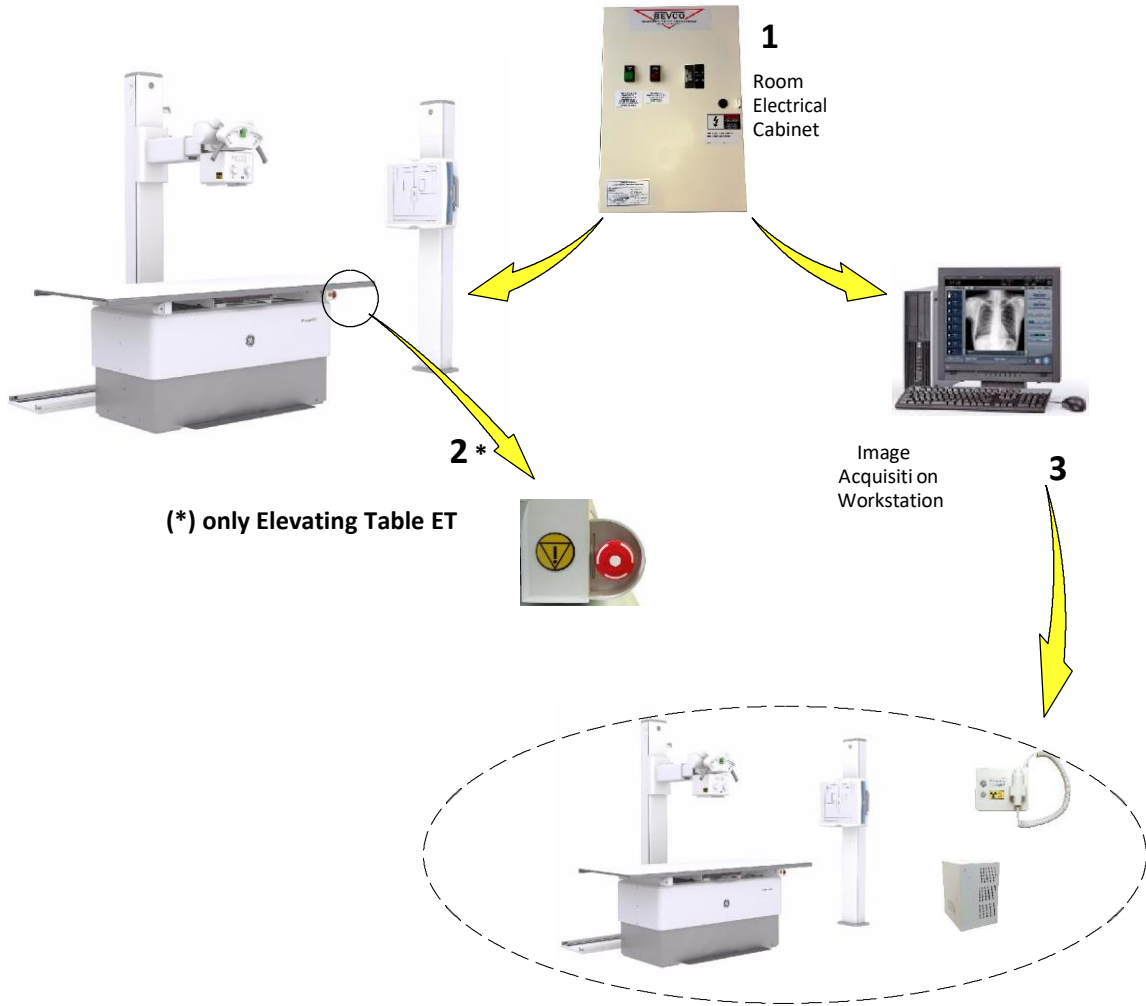 BEVCO
1
Room
Electrical
Cabinet
2 *
(*) only Elevating Table ET
Image
Acquisiti on
Workstation
3